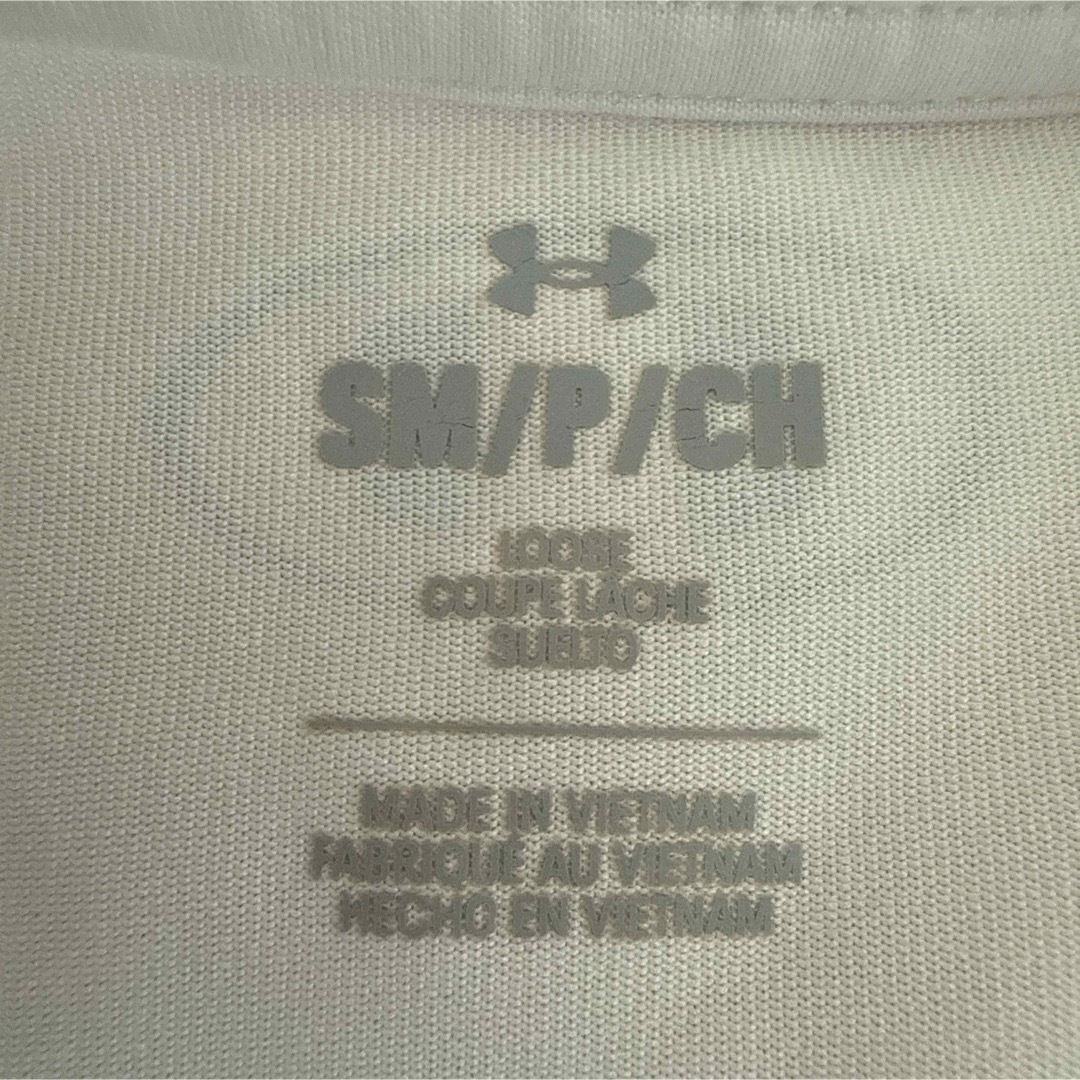 SM/P/CH
LOOSE
COUPE LÂCHE
SUELTO
MADE IN VIETNAM
FABRIQUÉ AU VIETNAM
HECHO EN VIETNAM